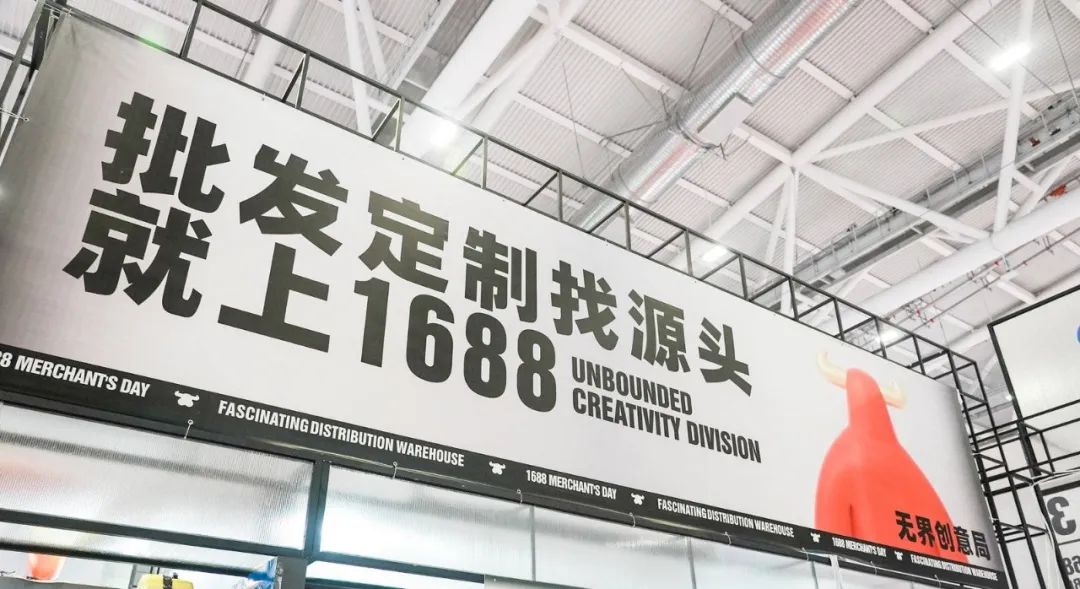 批发定制找源头
就上1688
UNBOUNDED
CREATIVITY DIVISION
无界创意局
88 MERCHANT'S DAY FASCINATING DISTRIBUTION WAREHOUSE 1688 MERCHANT'S DAY FASCINATING DISTRIBUTION WAREHOUSE 1688 MERCHANT'S DAY FASCINATING DISTRIBUTION WAREHOUSE